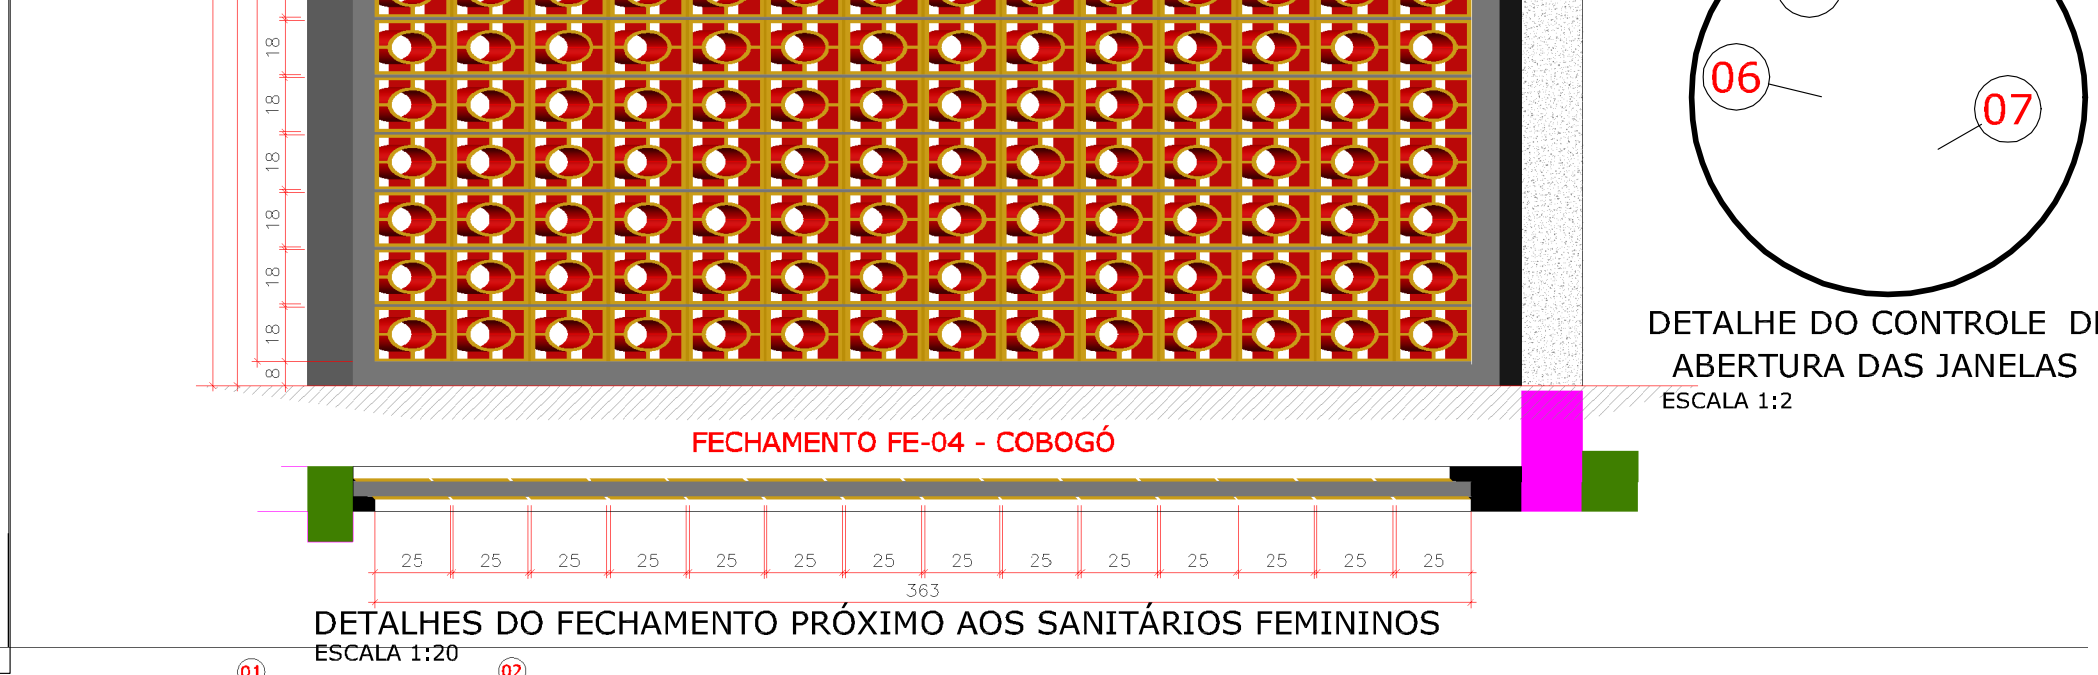 18
18
18
18
18
18
8
06
07
DETALHE DO CONTROLE
ABERTURA DAS JANELAS
ESCALA 1:2
FECHAMENTO FE-04 - COBOGÓ
25 25 25 25 25 25 25 25 25 25 25 25 25 25
363
DETALHES DO FECHAMENTO PRÓXIMO AOS SANITÁRIOS FEMININOS
ESCALA 1:20
01 02